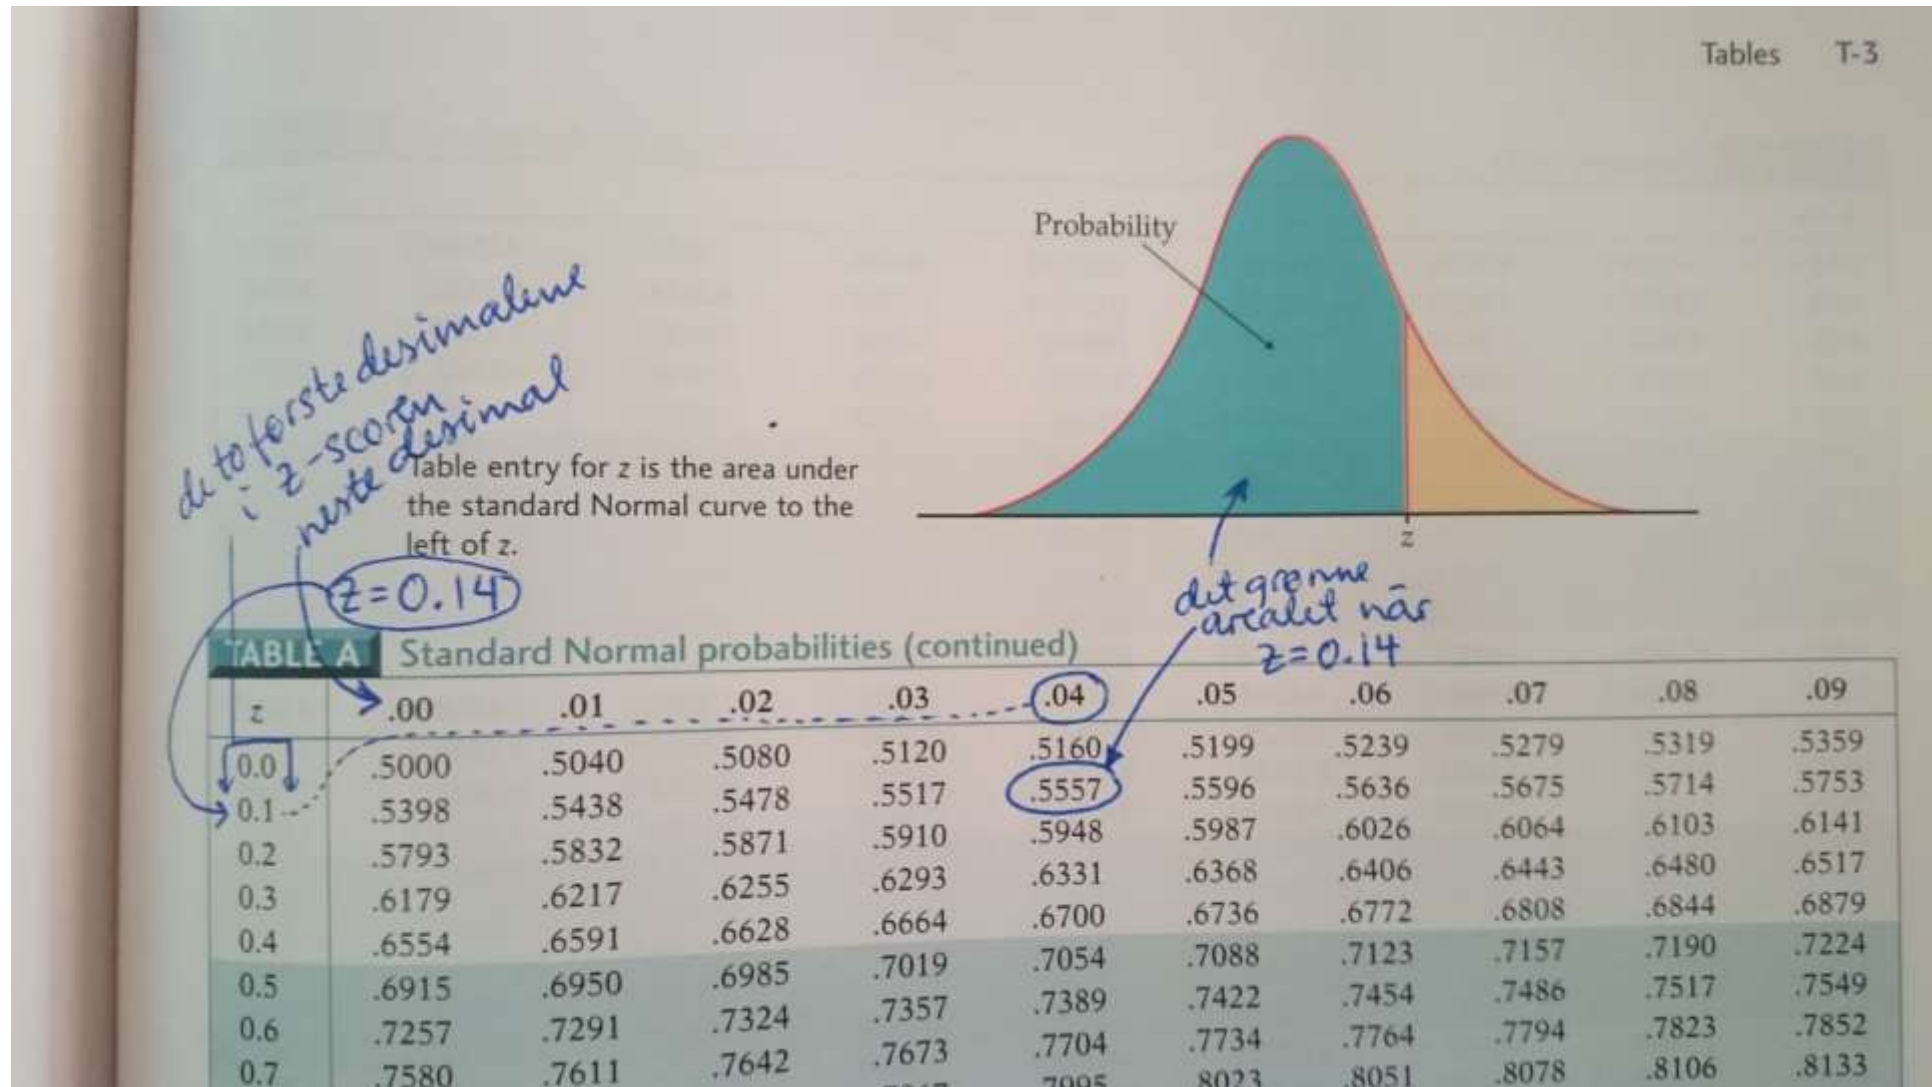 Tables T-3
Probability
de to første desimalene
i z-scoren
neste desimal
Table entry for z is the area under
the standard Normal curve to the
left of z.
z
z=0.14
det grønne
arealet når
z=0.14
TABLE A Standard Normal probabilities (continued)
z .00 .01 .02 .03 .04 .05 .06 .07 .08 .09
0.0 .5000 .5040 .5080 .5120 .5160 .5199 .5239 .5279 .5319 .5359
0.1 .5398 .5438 .5478 .5517 .5557 .5596 .5636 .5675 .5714 .5753
0.2 .5793 .5832 .5871 .5910 .5948 .5987 .6026 .6064 .6103 .6141
0.3 .6179 .6217 .6255 .6293 .6331 .6368 .6406 .6443 .6480 .6517
0.4 .6554 .6591 .6628 .6664 .6700 .6736 .6772 .6808 .6844 .6879
0.5 .6915 .6950 .6985 .7019 .7054 .7088 .7123 .7157 .7190 .7224
0.6 .7257 .7291 .7324 .7357 .7389 .7422 .7454 .7486 .7517 .7549
0.7 .7580 .7611 .7642 .7673 .7704 .7734 .7764 .7794 .7823 .7852
.8023 .8051 .8078 .8106 .8133